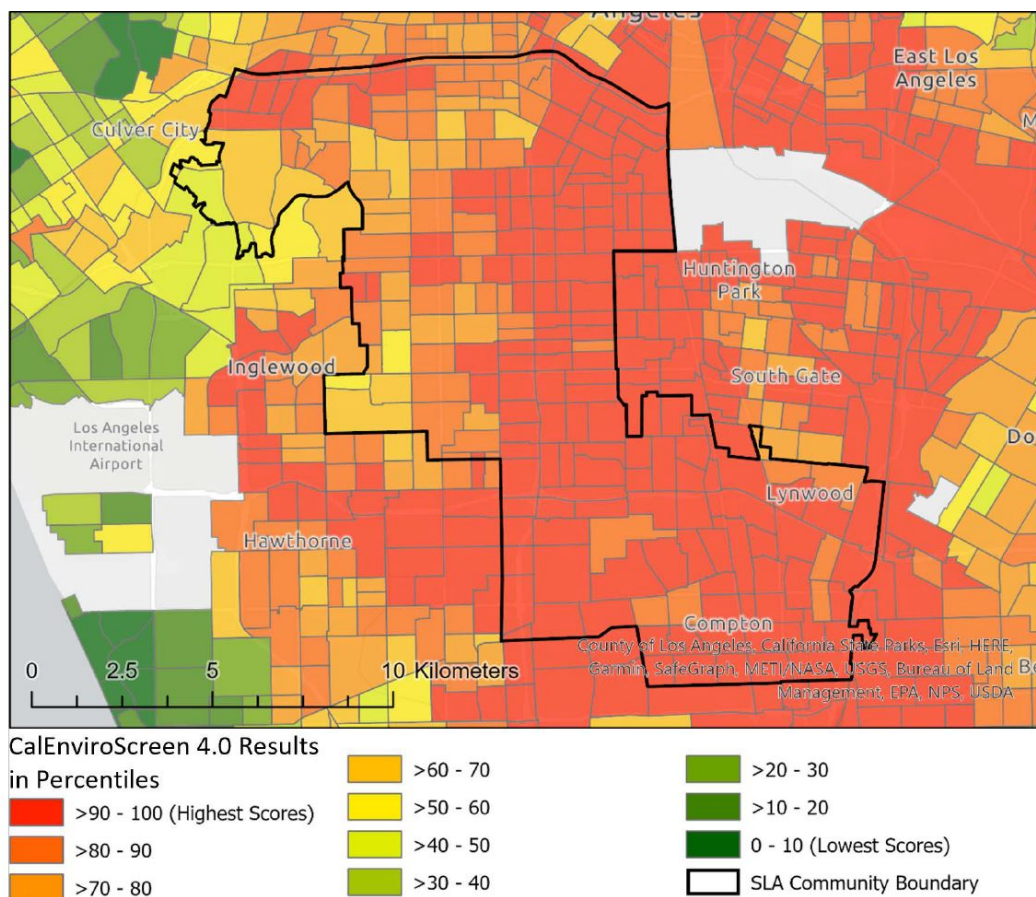 Angeles
East Los
Angeles
Culver City
M
Huntington
Park
Inglewood
South Gate
Los Angeles
International
Airport
Do
Lynwood
Hawthorne
Compton
County of Los Angeles, California State Parks, Esri, HERE,
Garmin, SafeGraph, METI/NASA, USGS, Bureau of Land
Management, EPA, NPS, USDA
Be
0 2.5 5 10 Kilometers
CalEnviroScreen 4.0 Results
in Percentiles
>90 - 100 (Highest Scores)
>80 - 90
>70 - 80
>60 - 70
>50 - 60
>40 - 50
>30 - 40
>20 - 30
>10 - 20
0 - 10 (Lowest Scores)
SLA Community Boundary